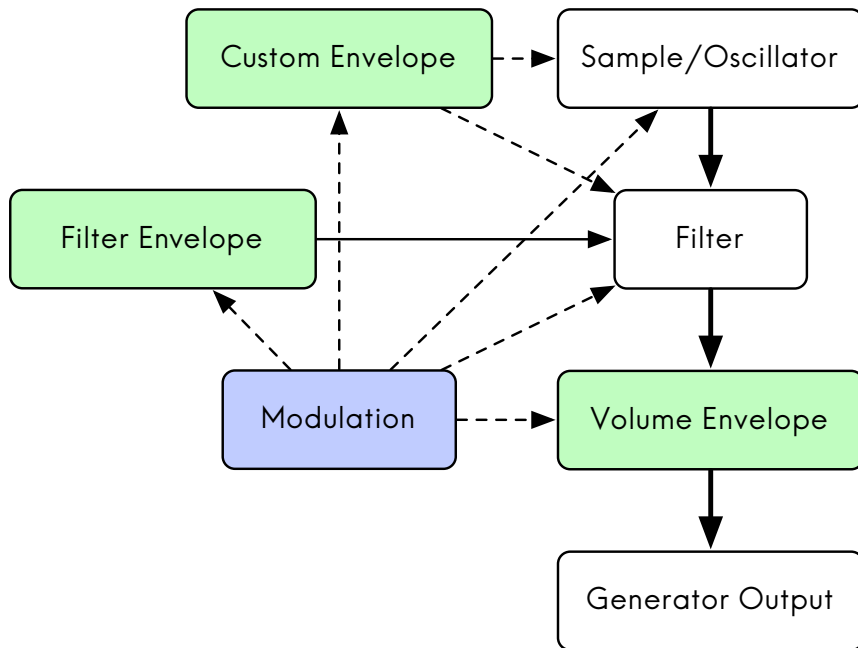 Custom Envelope
Sample/Oscillator
Filter Envelope
Filter
Modulation
Volume Envelope
Generator Output